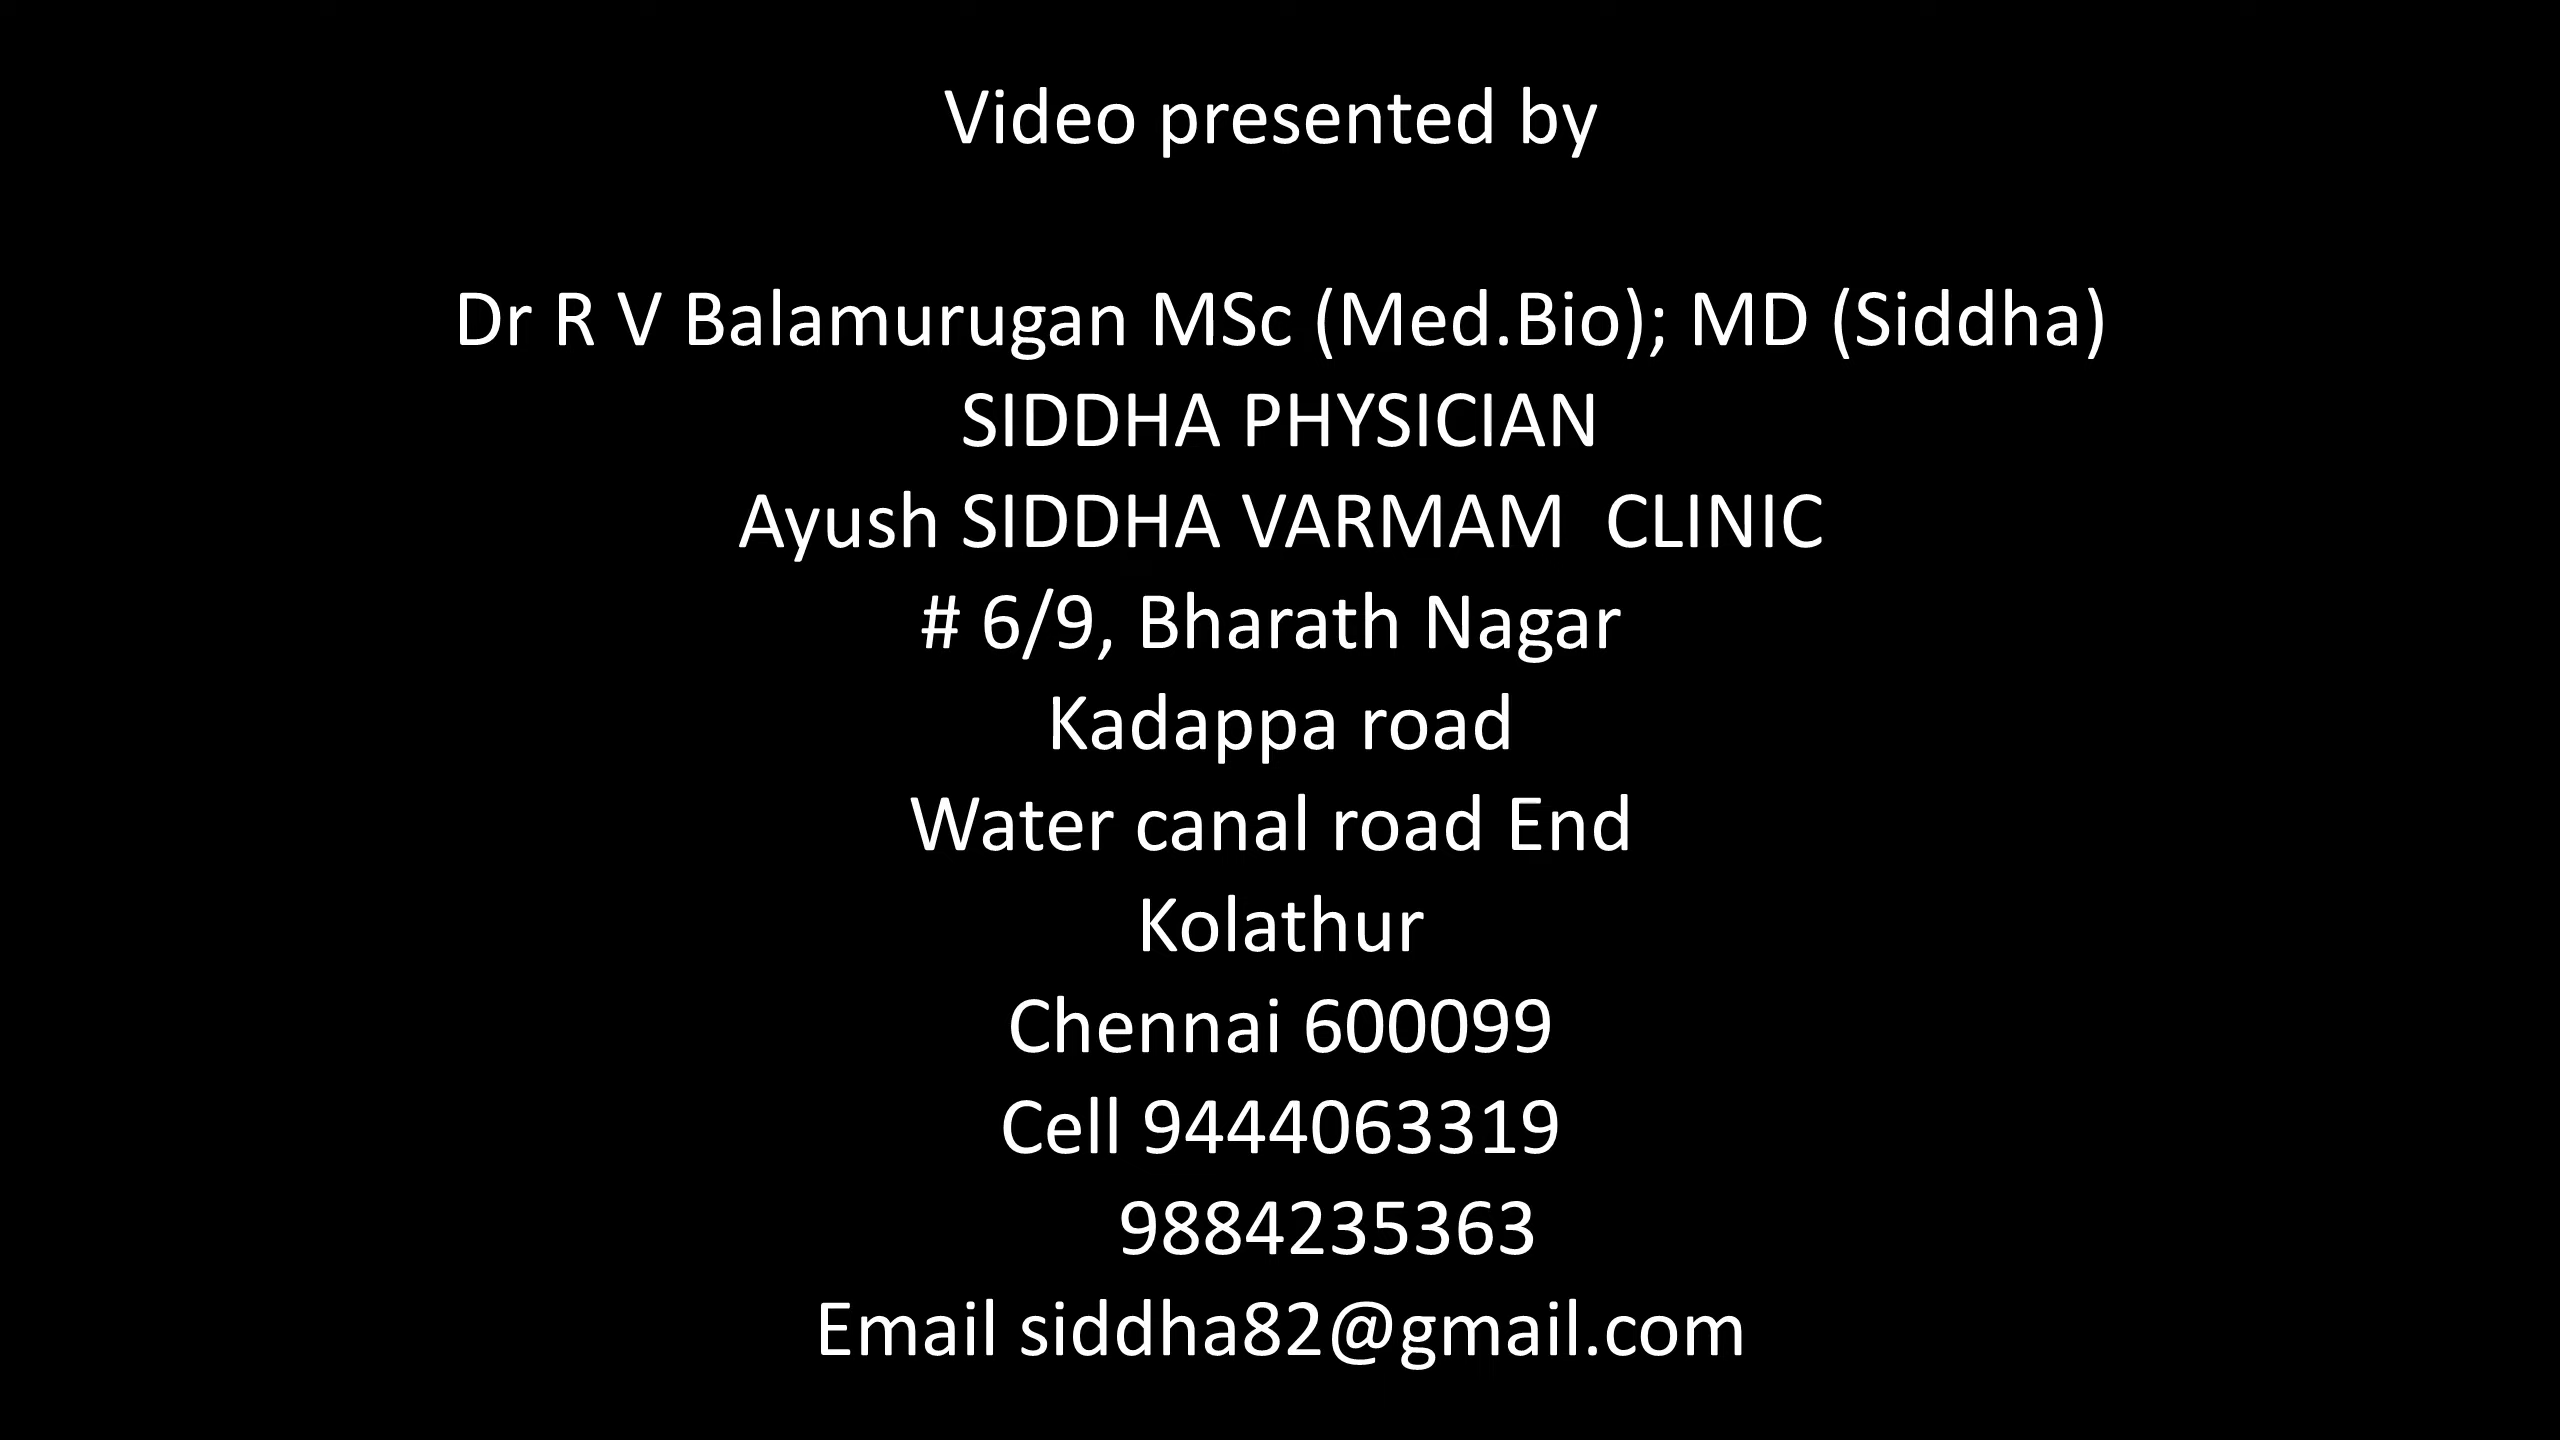 Video presented by
Dr R V Balamurugan MSc (Med.Bio); MD (Siddha)
SIDDHA PHYSICIAN
Ayush SIDDHA VARMAM  CLINIC
# 6/9, Bharath Nagar
Kadappa road
Water canal road End
Kolathur
Chennai 600099
Cell 9444063319
9884235363
Email siddha82@gmail.com